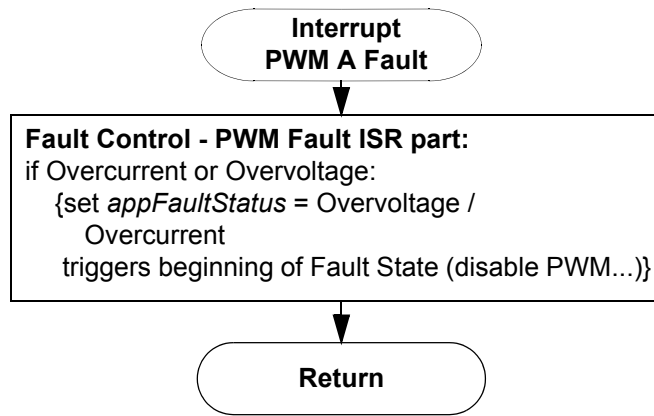 Interrupt
PWM A Fault
Fault Control - PWM Fault ISR part:
if Overcurrent or Overvoltage:
{set appFaultStatus = Overvoltage /
Overcurrent
triggers beginning of Fault State (disable PWM...)}
Return